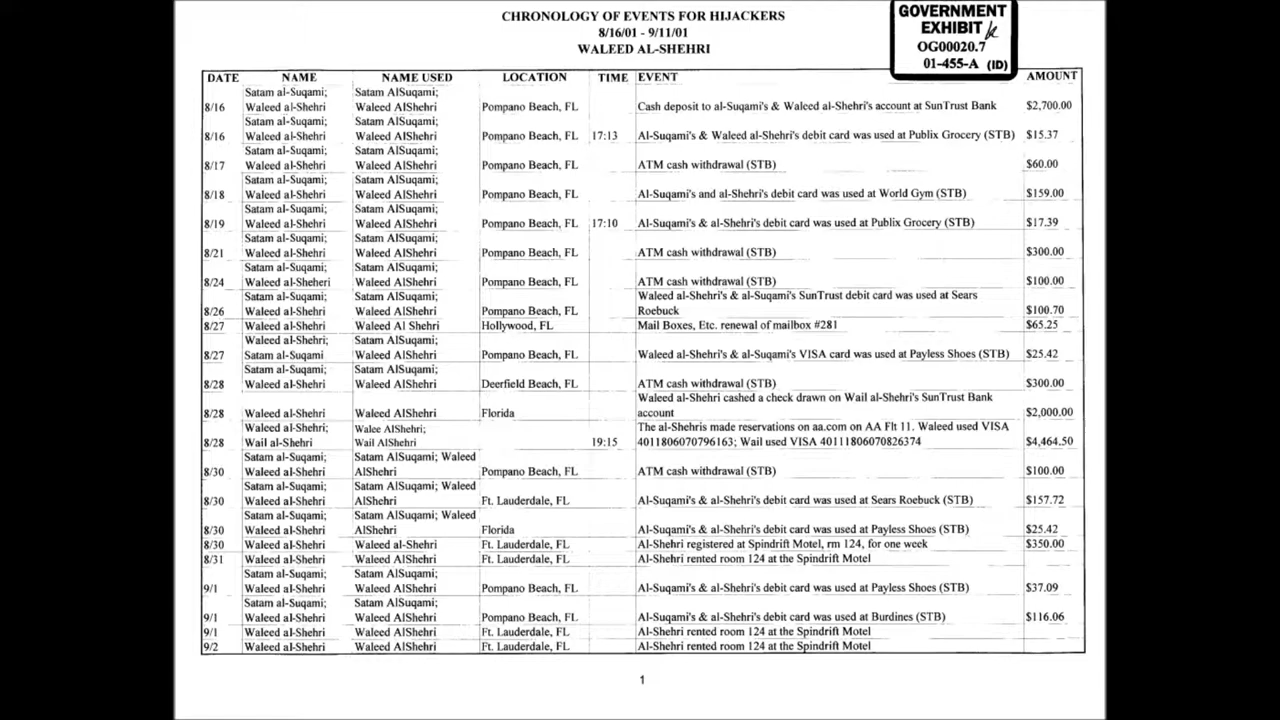 CHRONOLOGY OF EVENTS FOR HIJACKERS
8/16/01 - 9/11/01
WALEED AL-SHEHRI
GOVERNMENT
EXHIBIT
OG00020.7
01-455-A (ID)
DATE NAME NAME USED LOCATION TIME EVENT AMOUNT
Satam al-Suqami; Satam AlSuqami;
8/16 Waleed al-Shehri Waleed AlShehri Pompano Beach, FL Cash deposit to al-Suqami's & Waleed al-Shehri's account at SunTrust Bank $2,700.00
Satam al-Suqami; Satam AlSuqami;
8/16 Waleed al-Shehri Waleed AlShehri Pompano Beach, FL 17:13 Al-Suqami's & Waleed al-Shehri's debit card was used at Publix Grocery (STB) $15.37
Satam al-Suqami; Satam AlSuqami;
8/17 Waleed al-Shehri Waleed AlShehri Pompano Beach, FL ATM cash withdrawal (STB) $60.00
Satam al-Suqami; Satam AlSuqami;
8/18 Waleed al-Shehri Waleed AlShehri Pompano Beach, FL Al-Suqami's and al-Shehri's debit card was used at World Gym (STB) $159.00
Satam al-Suqami; Satam AlSuqami;
8/19 Waleed al-Shehri Waleed AlShehri Pompano Beach, FL 17:10 Al-Suqami's & al-Shehri's debit card was used at Publix Grocery (STB) $17.39
Satam al-Suqami; Satam AlSuqami;
8/21 Waleed al-Shehri Waleed AlShehri Pompano Beach, FL ATM cash withdrawal (STB) $300.00
Satam al-Suqami; Satam AlSuqami;
8/24 Waleed al-Sheheri Waleed AlShehri Pompano Beach, FL ATM cash withdrawal (STB) $100.00
Satam al-Suqami; Satam AlSuqami; Waleed al-Shehri's & al-Suqami's SunTrust debit card was used at Sears
8/26 Waleed al-Shehri Waleed AlShehri Pompano Beach, FL Roebuck $100.70
8/27 Waleed al-Shehri Waleed Al Shehri Hollywood, FL Mail Boxes, Etc. renewal of mailbox #281 $65.25
Waleed al-Shehri; Satam AlSuqami;
8/27 Satam al-Suqami Waleed AlShehri Pompano Beach, FL Waleed al-Shehri's & al-Suqami's VISA card was used at Payless Shoes (STB) $25.42
Satam al-Suqami; Satam AlSuqami;
8/28 Waleed al-Shehri Waleed AlShehri Deerfield Beach, FL ATM cash withdrawal (STB) $300.00
Waleed al-Shehri cashed a check drawn on Wail al-Shehri's SunTrust Bank
8/28 Waleed al-Shehri Waleed AlShehri Florida account $2,000.00
Waleed al-Shehri; Walee AlShehri; The al-Shehris made reservations on aa.com on AA Flt 11. Waleed used VISA
8/28 Wail al-Shehri Wail AlShehri 19:15 4011806070796163; Wail used VISA 40111806070826374 $4,464.50
Satam al-Suqami; Satam AlSuqami; Waleed
8/30 Waleed al-Shehri AlShehri Pompano Beach, FL ATM cash withdrawal (STB) $100.00
Satam al-Suqami; Satam AlSuqami; Waleed
8/30 Waleed al-Shehri AlShehri Ft. Lauderdale, FL Al-Suqami's & al-Shehri's debit card was used at Sears Roebuck (STB) $157.72
Satam al-Suqami; Satam AlSuqami; Waleed
8/30 Waleed al-Shehri AlShehri Florida Al-Suqami's & al-Shehri's debit card was used at Payless Shoes (STB) $25.42
8/30 Waleed al-Shehri Waleed al-Shehri Ft. Lauderdale, FL Al-Shehri registered at Spindrift Motel, rm 124, for one week $350.00
8/31 Waleed al-Shehri Waleed AlShehri Ft. Lauderdale, FL Al-Shehri rented room 124 at the Spindrift Motel
Satam al-Suqami; Satam AlSuqami;
9/1 Waleed al-Shehri Waleed AlShehri Pompano Beach, FL Al-Suqami's & al-Shehri's debit card was used at Payless Shoes (STB) $37.09
Satam al-Suqami; Satam AlSuqami;
9/1 Waleed al-Shehri Waleed AlShehri Pompano Beach, FL Al-Suqami's & al-Shehri's debit card was used at Burdines (STB) $116.06
9/1 Waleed al-Shehri Waleed AlShehri Ft. Lauderdale, FL Al-Shehri rented room 124 at the Spindrift Motel
9/2 Waleed al-Shehri Waleed AlShehri Ft. Lauderdale, FL Al-Shehri rented room 124 at the Spindrift Motel
1